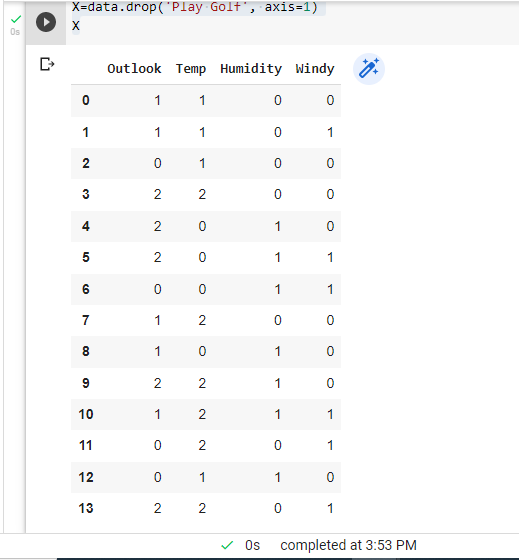 X=data.drop('Play Golf', axis=1)
X
0s
Outlook Temp Humidity Windy
0 1 1 0 0
1 1 1 0 1
2 0 1 0 0
3 2 2 0 0
4 2 0 1 0
5 2 0 1 1
6 0 0 1 1
7 1 2 0 0
8 1 0 1 0
9 2 2 1 0
10 1 2 1 1
11 0 2 0 1
12 0 1 1 0
13 2 2 0 1
0s completed at 3:53 PM